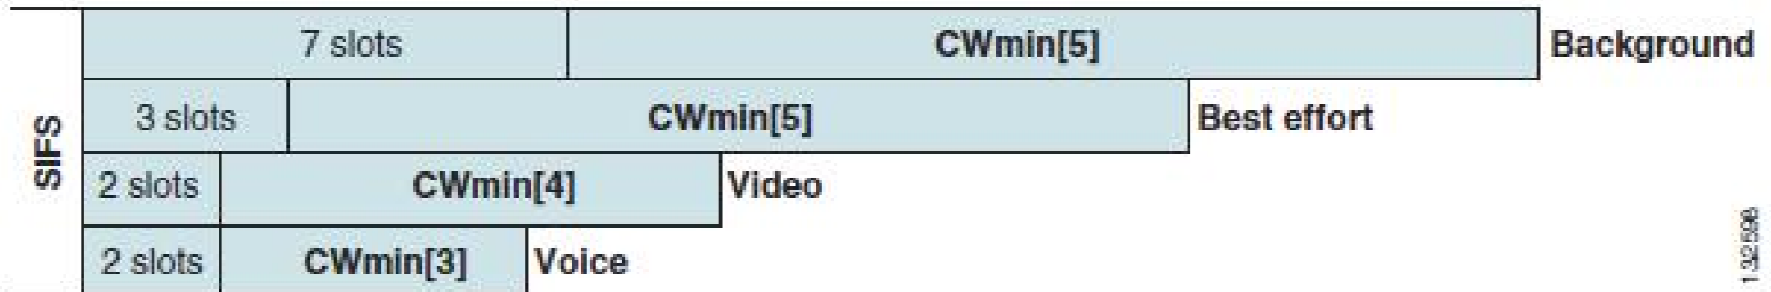 7 slots CWmin[5] Background
3 slots CWmin[5] Best effort
SIFS
2 slots CWmin[4] Video
2 slots CWmin[3] Voice
132598